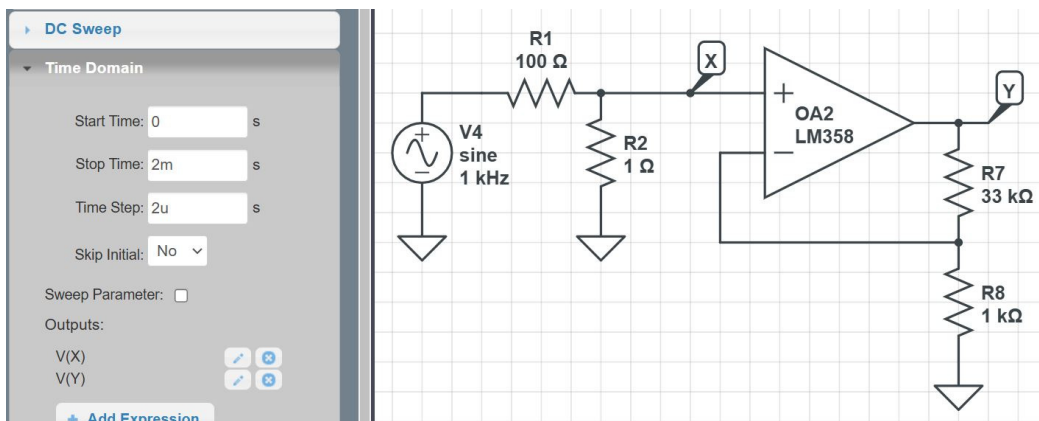 DC Sweep
Time Domain
Start Time: 0 s
Stop Time: 2m s
Time Step: 2u s
Skip Initial: No
Sweep Parameter:
Outputs:
V(X)
V(Y)
+ Add Expression
R1
100 Ω
X
+
−
OA2
LM358
Y
+
−
V4
sine
1 kHz
R2
1 Ω
R7
33 kΩ
R8
1 kΩ